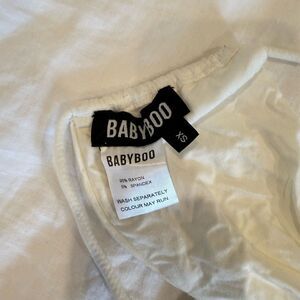 BABYBOO
XS
BABYBOO
95% RAYON
5% SPANDEX
WASH SEPARATELY
COLOUR MAY RUN